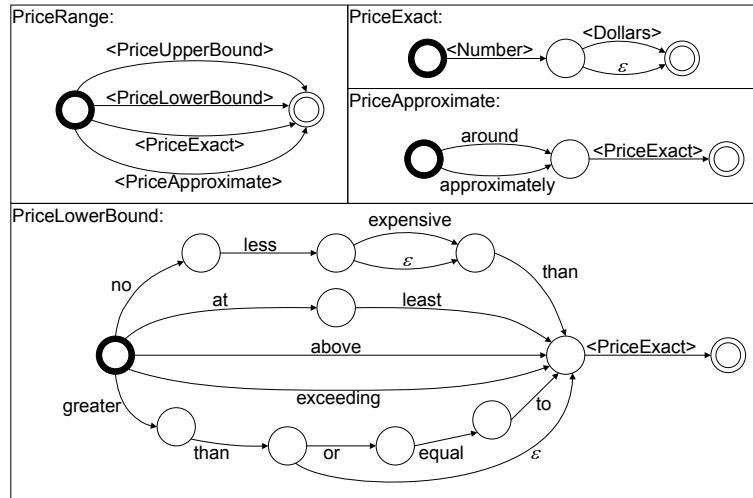 PriceRange:
<PriceUpperBound>
<PriceLowerBound>
<PriceExact>
<PriceApproximate>
PriceExact:
<Number>
<Dollars>
ε
PriceApproximate:
around
approximately
<PriceExact>
PriceLowerBound:
no
less
expensive
ε
than
at
least
above
<PriceExact>
exceeding
greater
than
or
equal
to
ε